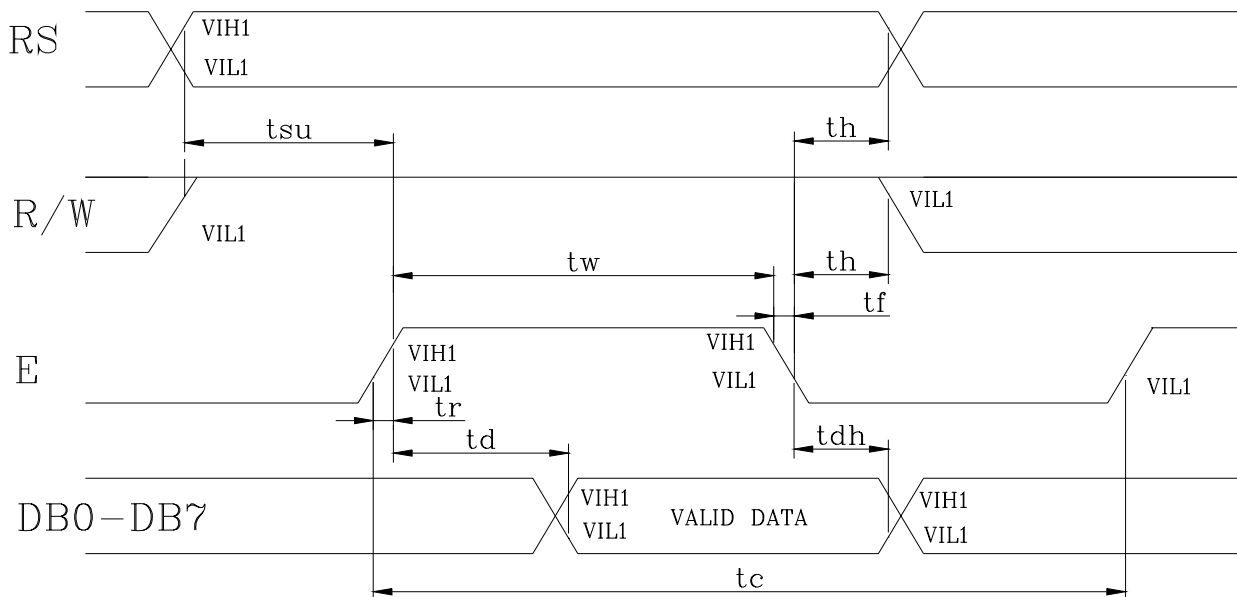 RS
VIH1
VIL1
tsu
th
R/W
VIL1
VIL1
tw
th
tf
E
VIH1
VIL1
VIH1
VIL1
VIL1
tr
td
tdh
DB0-DB7
VIH1
VIL1
VALID DATA
VIH1
VIL1
tc